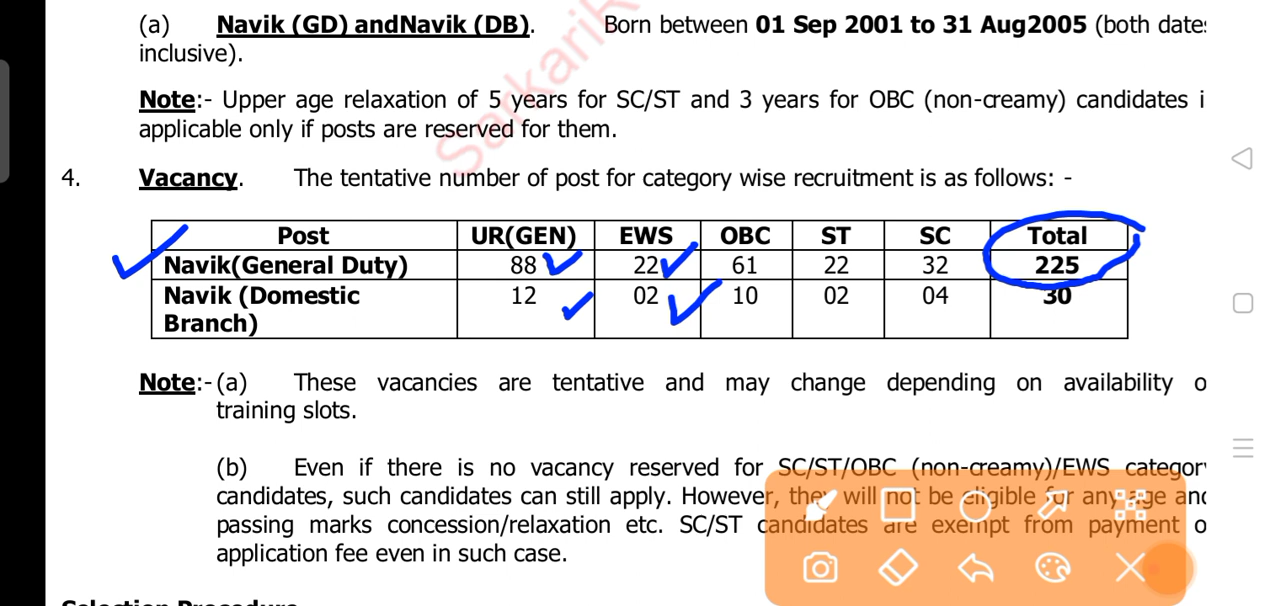 (a) Navik (GD) andNavik (DB). Born between 01 Sep 2001 to 31 Aug2005 (both dates
inclusive).
Note:- Upper age relaxation of 5 years for SC/ST and 3 years for OBC (non-creamy) candidates i
applicable only if posts are reserved for them.
4. Vacancy. The tentative number of post for category wise recruitment is as follows: -
Post UR(GEN) EWS OBC ST SC Total
Navik(General Duty) 88 22 61 22 32 225
Navik (Domestic 12 02 10 02 04 30
Branch)
Note:-(a) These vacancies are tentative and may change depending on availability o
training slots.
(b) Even if there is no vacancy reserved for SC/ST/OBC (non-creamy)/EWS category
candidates, such candidates can still apply. However, they will not be eligible for any age and
passing marks concession/relaxation etc. SC/ST candidates are exempt from payment o
application fee even in such case.
Selection Procedure